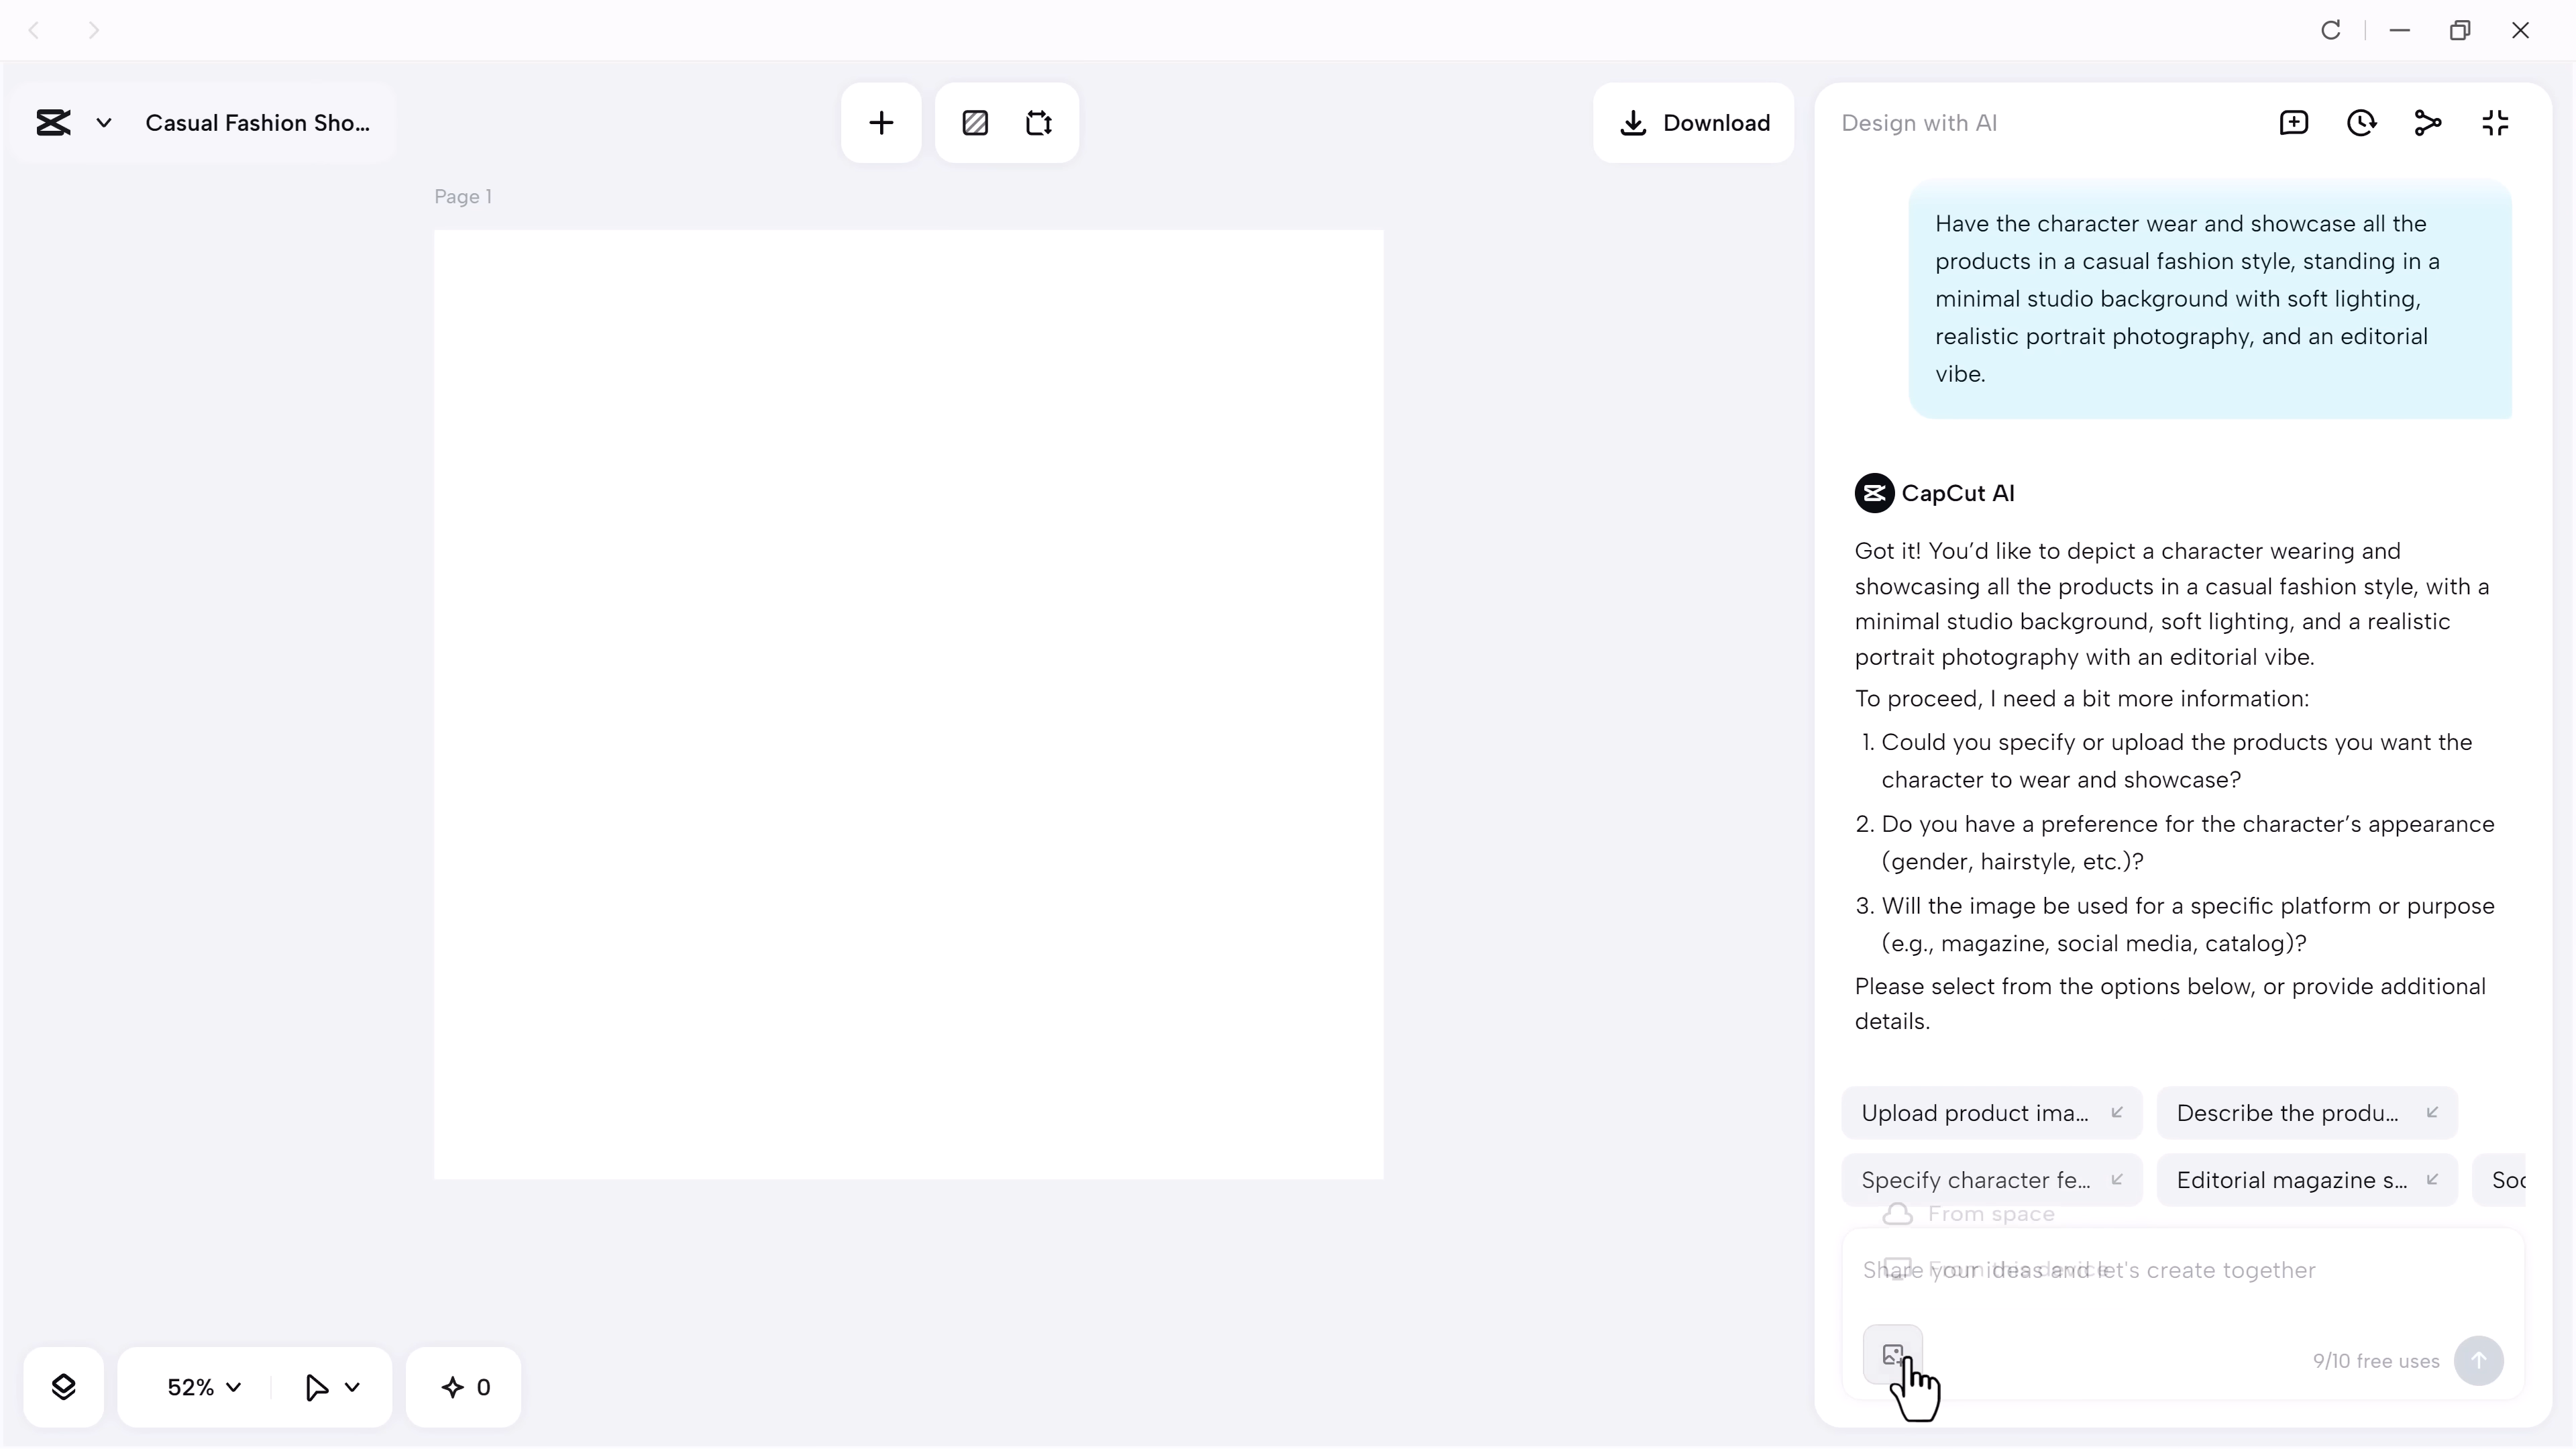 Casual Fashion Sho...
Download
Page 1
52%
0
Design with AI
Have the character wear and showcase all the
products in a casual fashion style, standing in a
minimal studio background with soft lighting,
realistic portrait photography, and an editorial
vibe.
CapCut AI
Got it! You’d like to depict a character wearing and
showcasing all the products in a casual fashion style, with a
minimal studio background, soft lighting, and a realistic
portrait photography with an editorial vibe.
To proceed, I need a bit more information:
1. Could you specify or upload the products you want the
character to wear and showcase?
2. Do you have a preference for the character’s appearance
(gender, hairstyle, etc.)?
3. Will the image be used for a specific platform or purpose
(e.g., magazine, social media, catalog)?
Please select from the options below, or provide additional
details.
Upload product ima...
Describe the produ...
Specify character fe...
Editorial magazine s...
Soc
From space
From this device
Share your ideas and let's create together
9/10 free uses